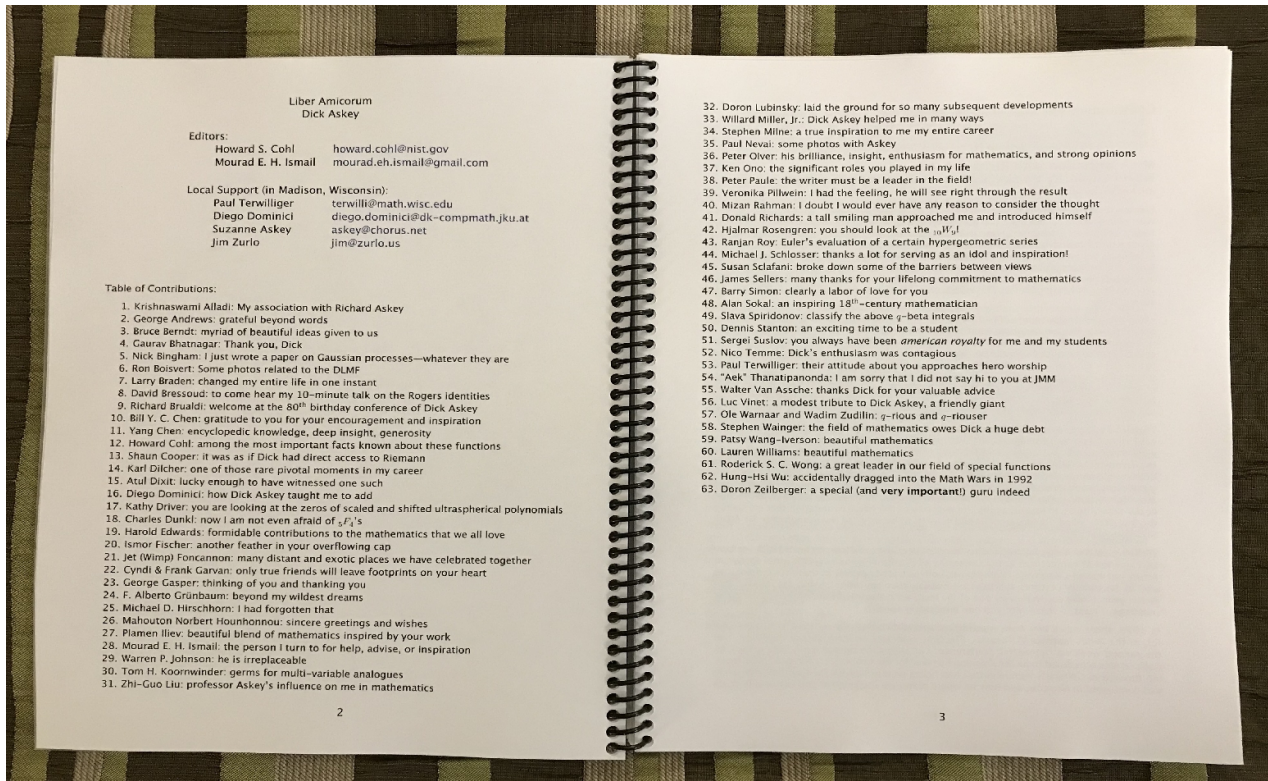 Liber Amicorum
Dick Askey
Editors:
Howard S. Cohl howard.cohl@nist.gov
Mourad E. H. Ismail mourad.eh.ismail@gmail.com
Local Support (in Madison, Wisconsin):
Paul Terwilliger terwilli@math.wisc.edu
Diego Dominici diego.dominici@dk-compmath.jku.at
Suzanne Askey askey@chorus.net
Jim Zurlo jim@zurlo.us
Table of Contributions:
1. Krishnaswami Alladi: My association with Richard Askey
2. George Andrews: grateful beyond words
3. Bruce Berndt: myriad of beautiful ideas given to us
4. Gaurav Bhatnagar: Thank you, Dick
5. Nick Bingham: I just wrote a paper on Gaussian processes—whatever they are
6. Ron Boisvert: Some photos related to the DLMF
7. Larry Braden: changed my entire life in one instant
8. David Bressoud: to come hear my 10-minute talk on the Rogers identities
9. Richard Brualdi: welcome at the 80th birthday conference of Dick Askey
10. Bill Y. C. Chen: gratitude to you for your encouragement and inspiration
11. Yang Chen: encyclopedic knowledge, deep insight, generosity
12. Howard Cohl: among the most important facts known about these functions
13. Shaun Cooper: it was as if Dick had direct access to Riemann
14. Karl Dilcher: one of those rare pivotal moments in my career
15. Atul Dixit: lucky enough to have witnessed one such
16. Diego Dominici: how Dick Askey taught me to add
17. Kathy Driver: you are looking at the zeros of scaled and shifted ultraspherical polynomials
18. Charles Dunkl: now I am not even afraid of ₅F₄'s
19. Harold Edwards: formidable contributions to the mathematics that we all love
20. Ismor Fischer: another feather in your overflowing cap
21. Jet (Wimp) Foncannon: many distant and exotic places we have celebrated together
22. Cyndi & Frank Garvan: only true friends will leave footprints on your heart
23. George Gasper: thinking of you and thanking you
24. F. Alberto Grünbaum: beyond my wildest dreams
25. Michael D. Hirschhorn: I had forgotten that
26. Mahouton Norbert Hounhonnou: sincere greetings and wishes
27. Plamen Iliev: beautiful blend of mathematics inspired by your work
28. Mourad E. H. Ismail: the person I turn to for help, advise, or inspiration
29. Warren P. Johnson: he is irreplaceable
30. Tom H. Koornwinder: germs for multi-variable analogues
31. Zhi-Guo Liu: professor Askey's influence on me in mathematics
2
32. Doron Lubinsky: laid the ground for so many subsequent developments
33. Willard Miller, Jr.: Dick Askey helped me in many ways
34. Stephen Milne: a true inspiration to me my entire career
35. Paul Nevai: some photos with Askey
36. Peter Olver: his brilliance, insight, enthusiasm for mathematics, and strong opinions
37. Ken Ono: the significant roles you played in my life
38. Peter Paule: the writer must be a leader in the field!
39. Veronika Pillwein: I had the feeling, he will see right through the result
40. Mizan Rahman: I doubt I would ever have any reason to consider the thought
41. Donald Richards: a tall smiling man approached me and introduced himself
42. Hjalmar Rosengren: you should look at the ₁₀W₉!
43. Ranjan Roy: Euler's evaluation of a certain hypergeometric series
44. Michael J. Schlosser: thanks a lot for serving as an idol and inspiration!
45. Susan Sclafani: broke down some of the barriers between views
46. James Sellers: many thanks for your lifelong commitment to mathematics
47. Barry Simon: clearly a labor of love for you
48. Alan Sokal: an inspiring 18th-century mathematician
49. Slava Spiridonov: classify the above q-beta integrals
50. Dennis Stanton: an exciting time to be a student
51. Sergei Suslov: you always have been american royalty for me and my students
52. Nico Temme: Dick's enthusiasm was contagious
53. Paul Terwilliger: their attitude about you approaches hero worship
54. "Aek" Thanatipanonda: I am sorry that I did not say hi to you at JMM
55. Walter Van Assche: thanks Dick for your valuable advice
56. Luc Vinet: a modest tribute to Dick Askey, a friendly giant
57. Ole Warnaar and Wadim Zudilin: q-rious and q-riouser
58. Stephen Wainger: the field of mathematics owes Dick a huge debt
59. Patsy Wang-Iverson: beautiful mathematics
60. Lauren Williams: beautiful mathematics
61. Roderick S. C. Wong: a great leader in our field of special functions
62. Hung-Hsi Wu: accidentally dragged into the Math Wars in 1992
63. Doron Zeilberger: a special (and very important!) guru indeed
3